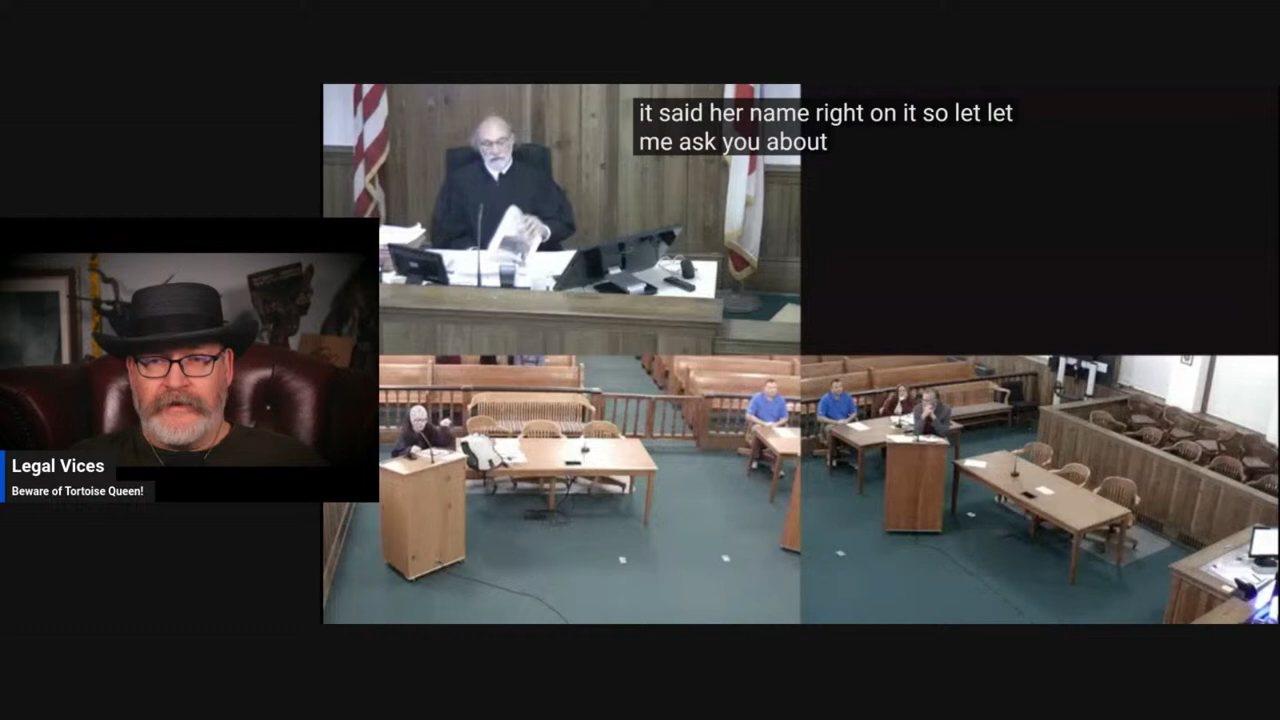 it said her name right on it so let let
me ask you about
Legal Vices
Beware of Tortoise Queen!